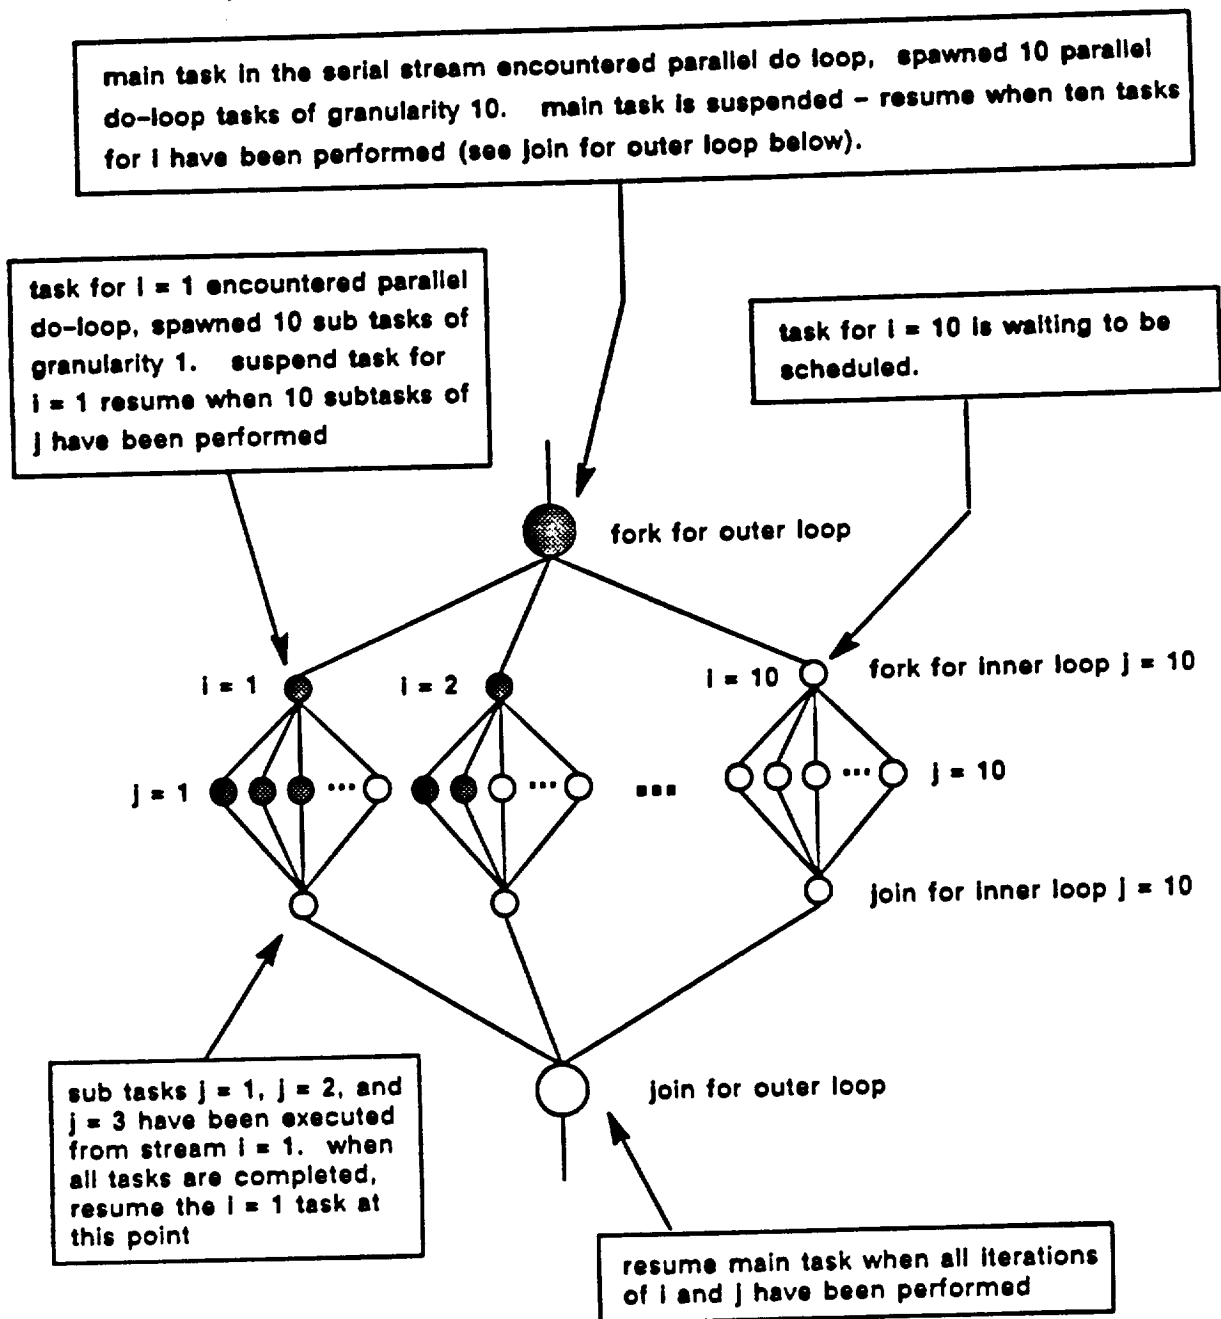 main task in the serial stream encountered parallel do loop, spawned 10 parallel
do-loop tasks of granularity 10. main task is suspended - resume when ten tasks
for i have been performed (see join for outer loop below).
task for i = 1 encountered parallel
do-loop, spawned 10 sub tasks of
granularity 1. suspend task for
i = 1 resume when 10 subtasks of
j have been performed
task for i = 10 is waiting to be
scheduled.
fork for outer loop
i = 1
i = 2
i = 10
fork for inner loop j = 10
j = 1
...
...
...
...
j = 10
join for inner loop j = 10
sub tasks j = 1, j = 2, and
j = 3 have been executed
from stream i = 1. when
all tasks are completed,
resume the i = 1 task at
this point
join for outer loop
resume main task when all iterations
of i and j have been performed